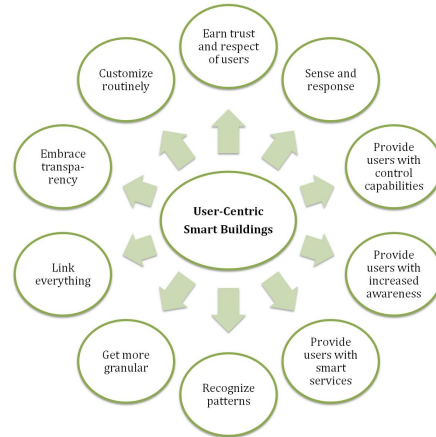 Earn trust
and respect
of users
Sense and
response
Provide
users with
control
capabilities
Provide
users with
increased
awareness
Provide
users with
smart
services
Recognize
patterns
Get more
granular
Link
everything
Embrace
transpa-
rency
Customize
routinely
User-Centric
Smart Buildings